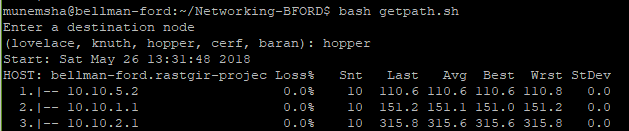 munemsha@bellman-ford:~/Networking-BFORD$ bash getpath.sh
Enter a destination node
(lovelace, knuth, hopper, cerf, baran): hopper
Start: Sat May 26 13:31:48 2018
HOST: bellman-ford.rastgir-projec Loss%   Snt   Last   Avg  Best  Wrst StDev
  1.|-- 10.10.5.2                  0.0%    10  110.6 110.6 110.6 110.8   0.0
  2.|-- 10.10.1.1                  0.0%    10  151.2 151.1 151.0 151.2   0.0
  3.|-- 10.10.2.1                  0.0%    10  315.8 315.6 315.6 315.8   0.0